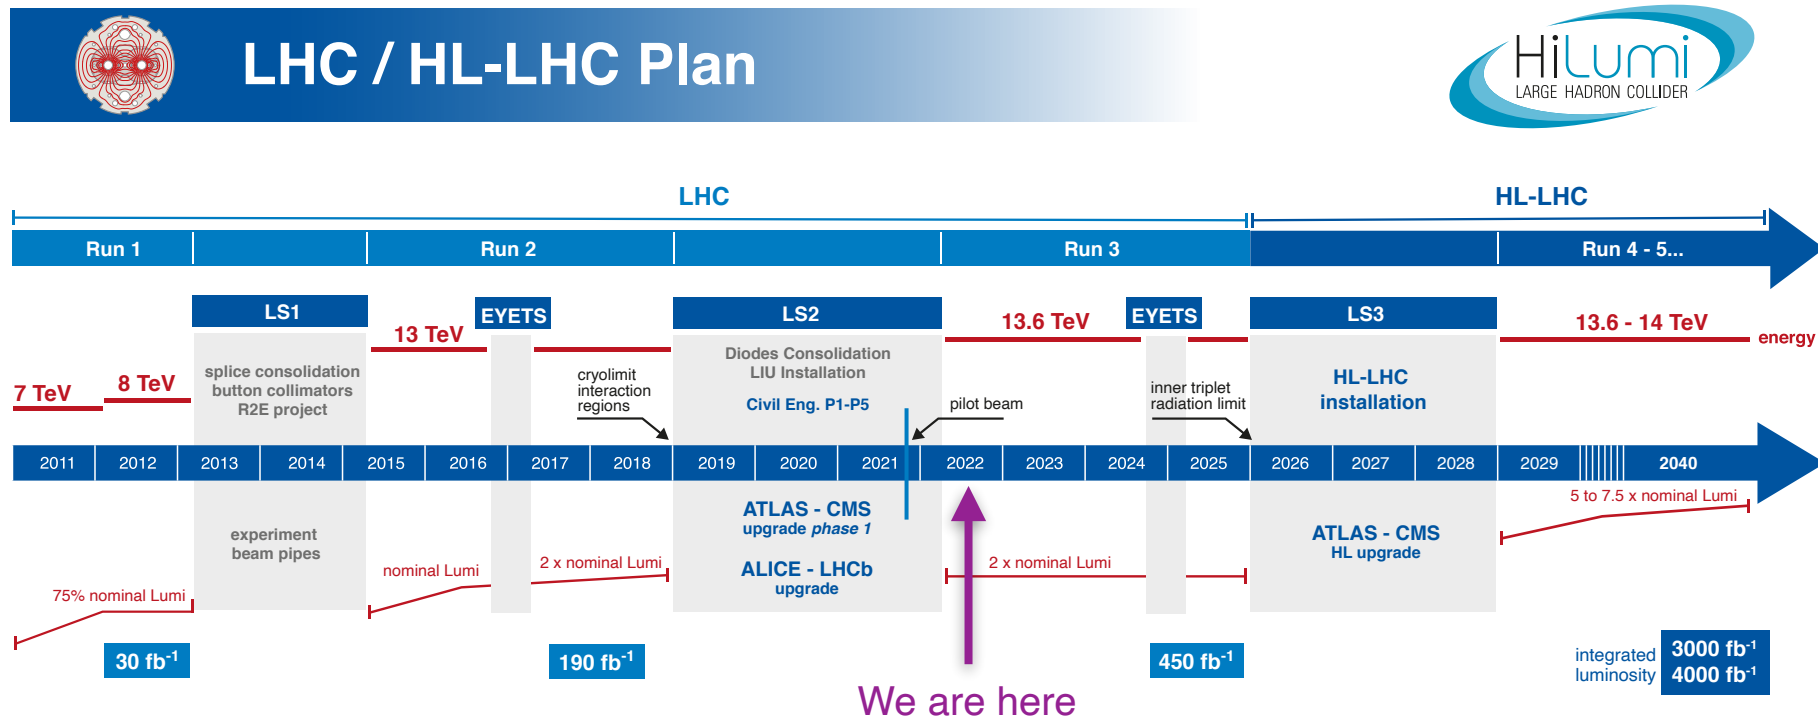 LHC / HL-LHC Plan
HiLumi
LARGE HADRON COLLIDER
LHC
HL-LHC
Run 1
Run 2
Run 3
Run 4 - 5...
LS1
EYETS
LS2
EYETS
LS3
13 TeV
13.6 TeV
13.6 - 14 TeV
energy
7 TeV
8 TeV
splice consolidation
button collimators
R2E project
cryolimit
interaction
regions
Diodes Consolidation
LIU Installation
Civil Eng. P1-P5
pilot beam
inner triplet
radiation limit
HL-LHC
installation
2011
2012
2013
2014
2015
2016
2017
2018
2019
2020
2021
2022
2023
2024
2025
2026
2027
2028
2029
2040
experiment
beam pipes
ATLAS - CMS
upgrade phase 1
ALICE - LHCb
upgrade
ATLAS - CMS
HL upgrade
5 to 7.5 x nominal Lumi
75% nominal Lumi
nominal Lumi
2 x nominal Lumi
2 x nominal Lumi
30 fb⁻¹
190 fb⁻¹
450 fb⁻¹
integrated
luminosity
3000 fb⁻¹
4000 fb⁻¹
We are here